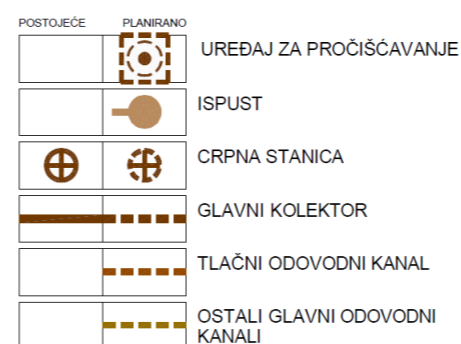 POSTOJEĆE PLANIRANO
UREĐAJ ZA PROČIŠĆAVANJE
ISPUST
CRPNA STANICA
GLAVNI KOLEKTOR
TLAČNI ODOVODNI KANAL
OSTALI GLAVNI ODOVODNI
KANALI